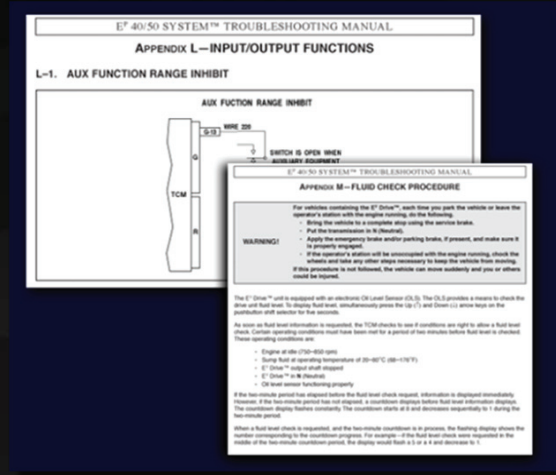 Eᴾ 40/50 SYSTEM™ TROUBLESHOOTING MANUAL
APPENDIX L—INPUT/OUTPUT FUNCTIONS
L–1. AUX FUNCTION RANGE INHIBIT
AUX FUCTION RANGE INHIBIT
G-13 WIRE 220
SWITCH IS OPEN WHEN
AUXILIARY EQUIPMENT
G
TCM
R
Eᴾ 40/50 SYSTEM™ TROUBLESHOOTING MANUAL
APPENDIX M—FLUID CHECK PROCEDURE
WARNING!
For vehicles containing the Eᴾ Drive™, each time you park the vehicle or leave the
operator's station with the engine running, do the following.
• Bring the vehicle to a complete stop using the service brake.
• Put the transmission in N (Neutral).
• Apply the emergency brake and/or parking brake, if present, and make sure it
is properly engaged.
• If the operator's station will be unoccupied with the engine running, check the
wheels and take any other steps necessary to keep the vehicle from moving.
If this procedure is not followed, the vehicle can move suddenly and you or others
could be injured.
The Eᴾ Drive™ unit is equipped with an electronic Oil Level Sensor (OLS). The OLS provides a means to check the
drive unit fluid level. To display fluid level, simultaneously press the Up (↑) and Down (↓) arrow keys on the
pushbutton shift selector for five seconds.
As soon as fluid level information is requested, the TCM checks to see if conditions are right to allow a fluid level
check. Certain operating conditions must have been met for a period of two minutes before fluid level is checked.
These operating conditions are:
• Engine at idle (750–850 rpm)
• Sump fluid at operating temperature of 20–80°C (68–176°F)
• Eᴾ Drive™ output shaft stopped
• Eᴾ Drive™ in N (Neutral)
• Oil level sensor functioning properly
If the two-minute period has elapsed before the fluid level check request, information is displayed immediately.
However, if the two-minute period has not elapsed, a countdown displays before fluid level information displays.
The countdown display flashes constantly. The countdown starts at 8 and decreases sequentially to 1 during the
two-minute period.
When a fluid level check is requested, and the two-minute countdown is in process, the flashing display shows the
number corresponding to the countdown progress. For example—if the fluid level check were requested in the
middle of the two-minute countdown period, the display would flash a 5 or a 4 and decrease to 1.